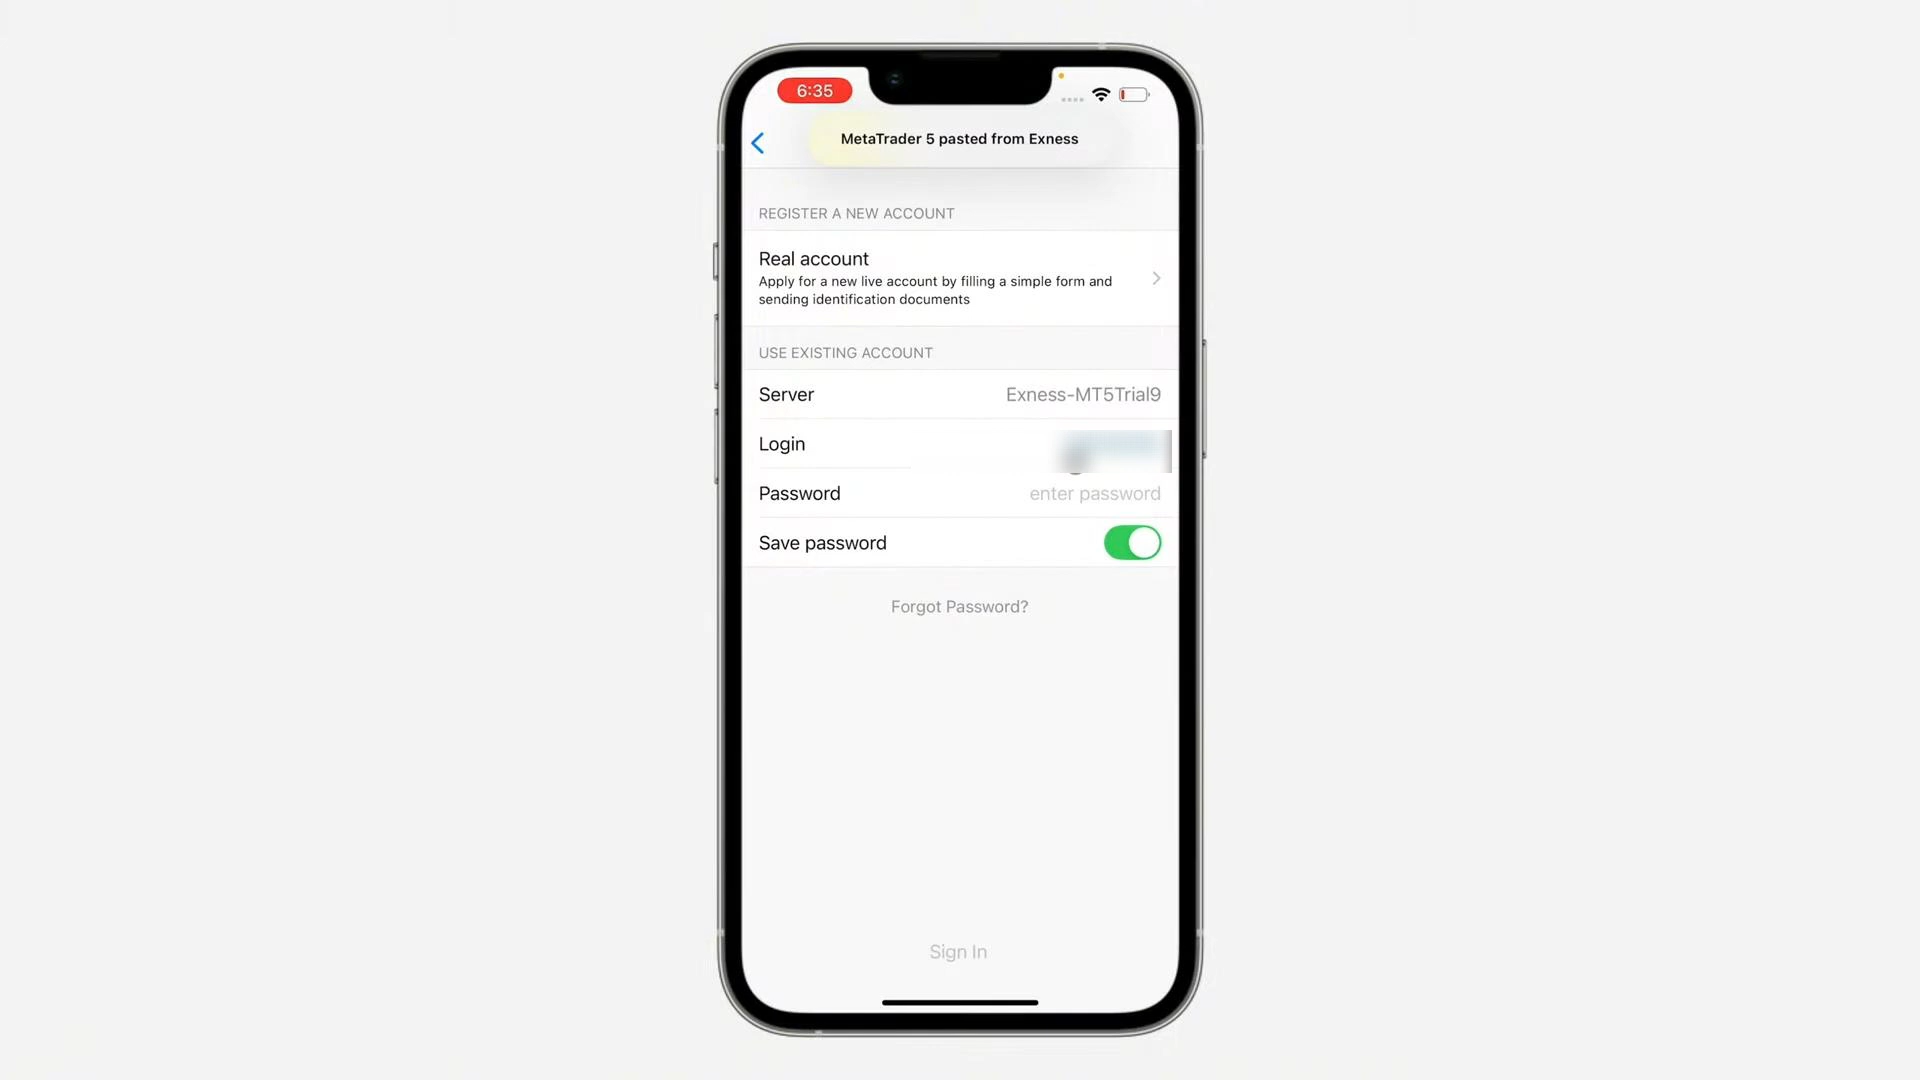 6:35
MetaTrader 5 pasted from Exness
REGISTER A NEW ACCOUNT
Real account
Apply for a new live account by filling a simple form and
sending identification documents
USE EXISTING ACCOUNT
Server Exness-MT5Trial9
Login
Password enter password
Save password
Forgot Password?
Sign In